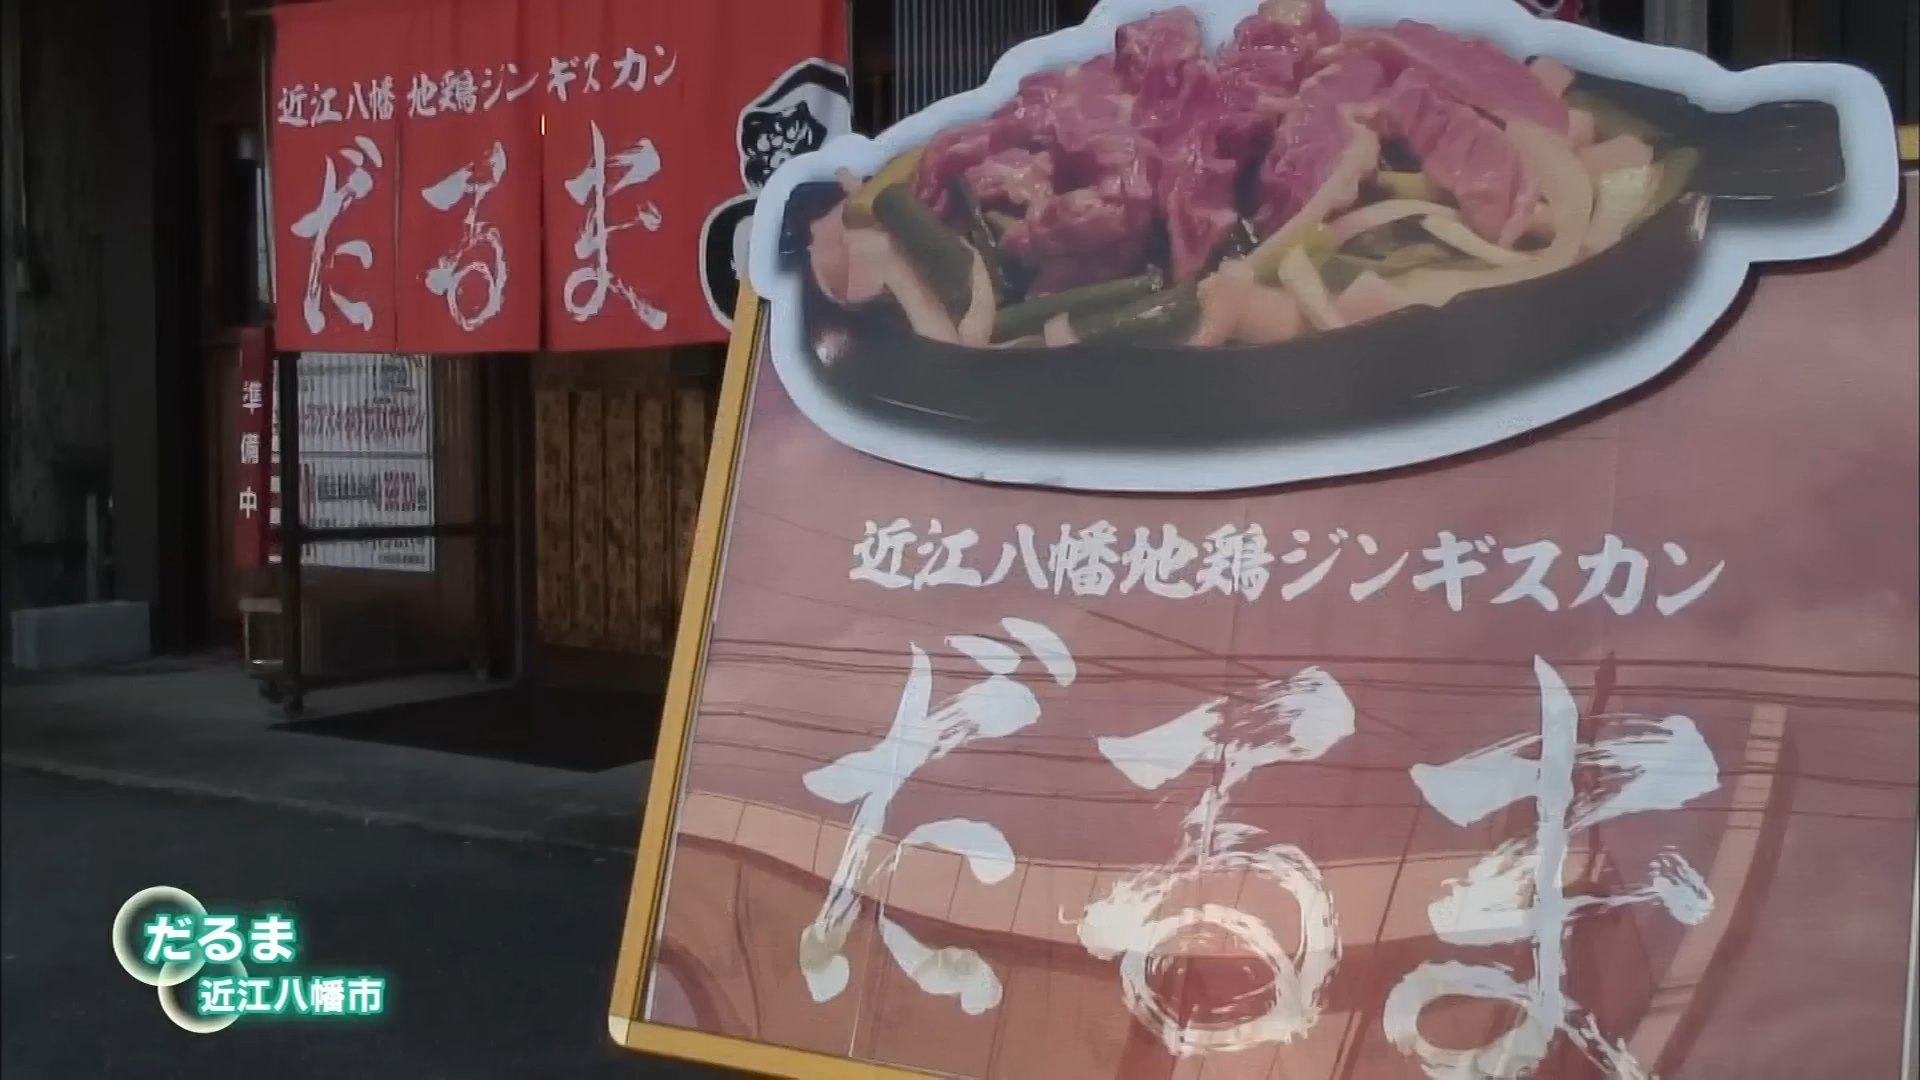 近江八幡 地鶏ジンギスカン
だるま
準備中
近江八幡地鶏ジンギスカン
だるま
だるま
近江八幡市